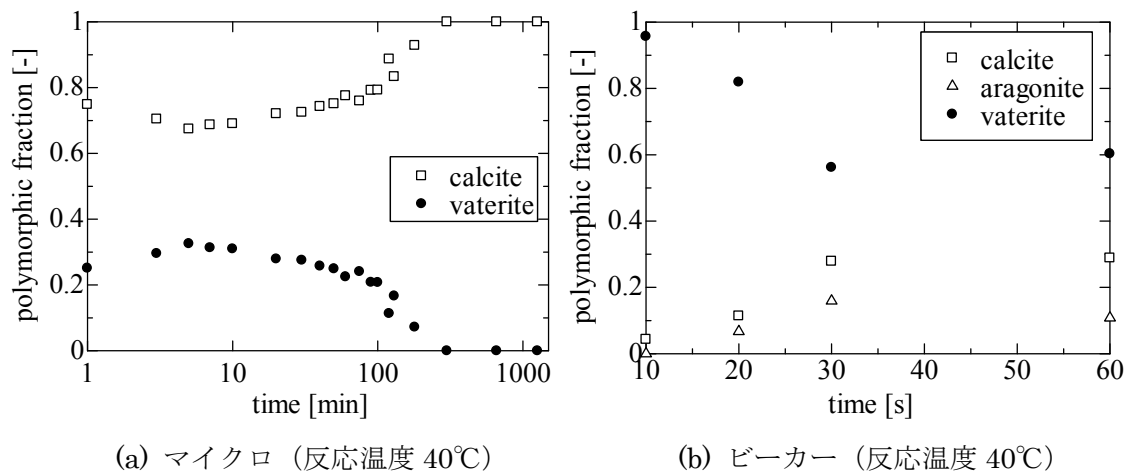 polymorphic fraction [-]
1
0.8
0.6
0.4
0.2
0
calcite
vaterite
1
10
100
1000
time [min]
(a) マイクロ（反応温度 40℃）
polymorphic fraction [-]
1
0.8
0.6
0.4
0.2
0
calcite
aragonite
vaterite
10
20
30
40
50
60
time [s]
(b) ビーカー（反応温度 40℃）